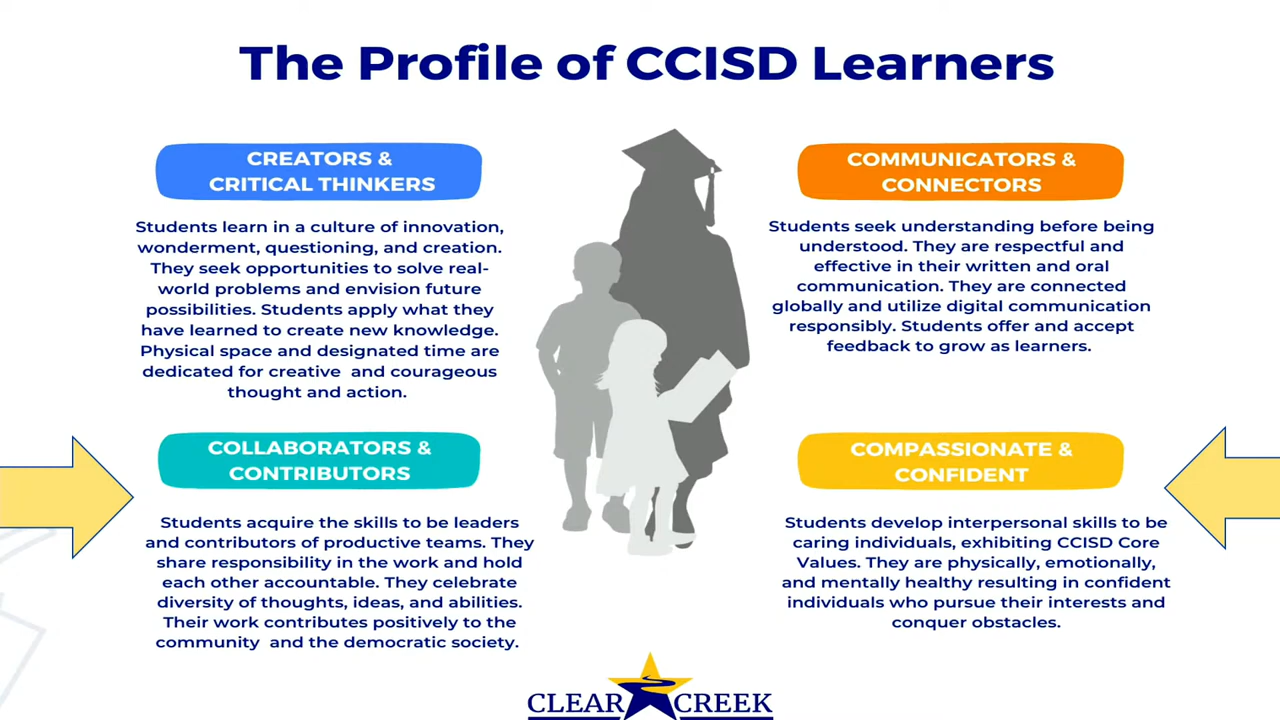 The Profile of CCISD Learners
CREATORS &
CRITICAL THINKERS
Students learn in a culture of innovation,
wonderment, questioning, and creation.
They seek opportunities to solve real-
world problems and envision future
possibilities. Students apply what they
have learned to create new knowledge.
Physical space and designated time are
dedicated for creative and courageous
thought and action.
COMMUNICATORS &
CONNECTORS
Students seek understanding before being
understood. They are respectful and
effective in their written and oral
communication. They are connected
globally and utilize digital communication
responsibly. Students offer and accept
feedback to grow as learners.
COLLABORATORS &
CONTRIBUTORS
Students acquire the skills to be leaders
and contributors of productive teams. They
share responsibility in the work and hold
each other accountable. They celebrate
diversity of thoughts, ideas, and abilities.
Their work contributes positively to the
community and the democratic society.
COMPASSIONATE &
CONFIDENT
Students develop interpersonal skills to be
caring individuals, exhibiting CCISD Core
Values. They are physically, emotionally,
and mentally healthy resulting in confident
individuals who pursue their interests and
conquer obstacles.
CLEAR CREEK